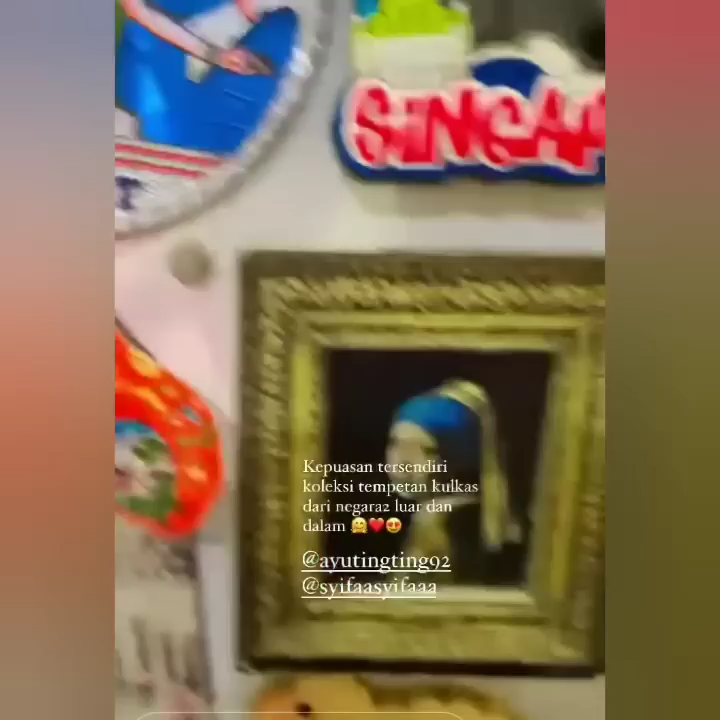 SINGAP
Kepuasan tersendiri
koleksi tempetan kulkas
dari negara2 luar dan
dalam 🤗❤️😍
@ayutingting92
@syifaasyifaaa